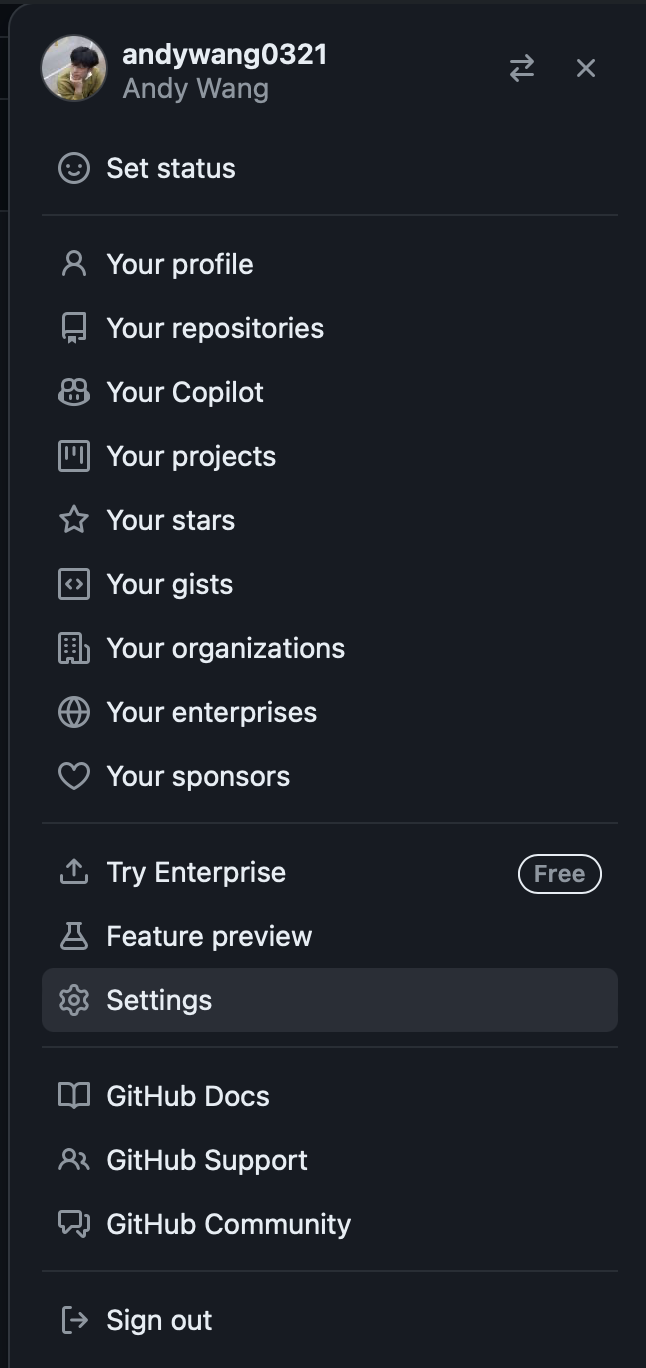 andywang0321
Andy Wang
Set status
Your profile
Your repositories
Your Copilot
Your projects
Your stars
Your gists
Your organizations
Your enterprises
Your sponsors
Try Enterprise Free
Feature preview
Settings
GitHub Docs
GitHub Support
GitHub Community
Sign out